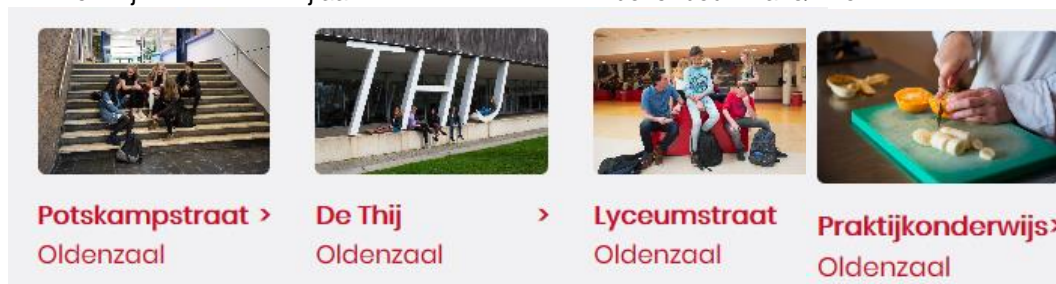 THIJ
Potskampstraat >
Oldenzaal
De Thij >
Oldenzaal
Lyceumstraat
Oldenzaal
Praktijkonderwijs>
Oldenzaal